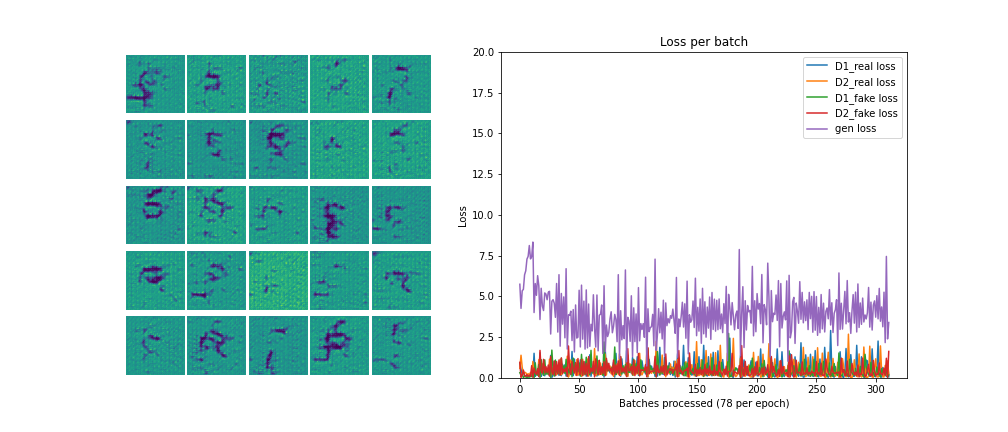 Loss per batch
20.0
17.5
15.0
12.5
10.0
7.5
5.0
2.5
0.0
Loss
D1_real loss
D2_real loss
D1_fake loss
D2_fake loss
gen loss
0 50 100 150 200 250 300
Batches processed (78 per epoch)